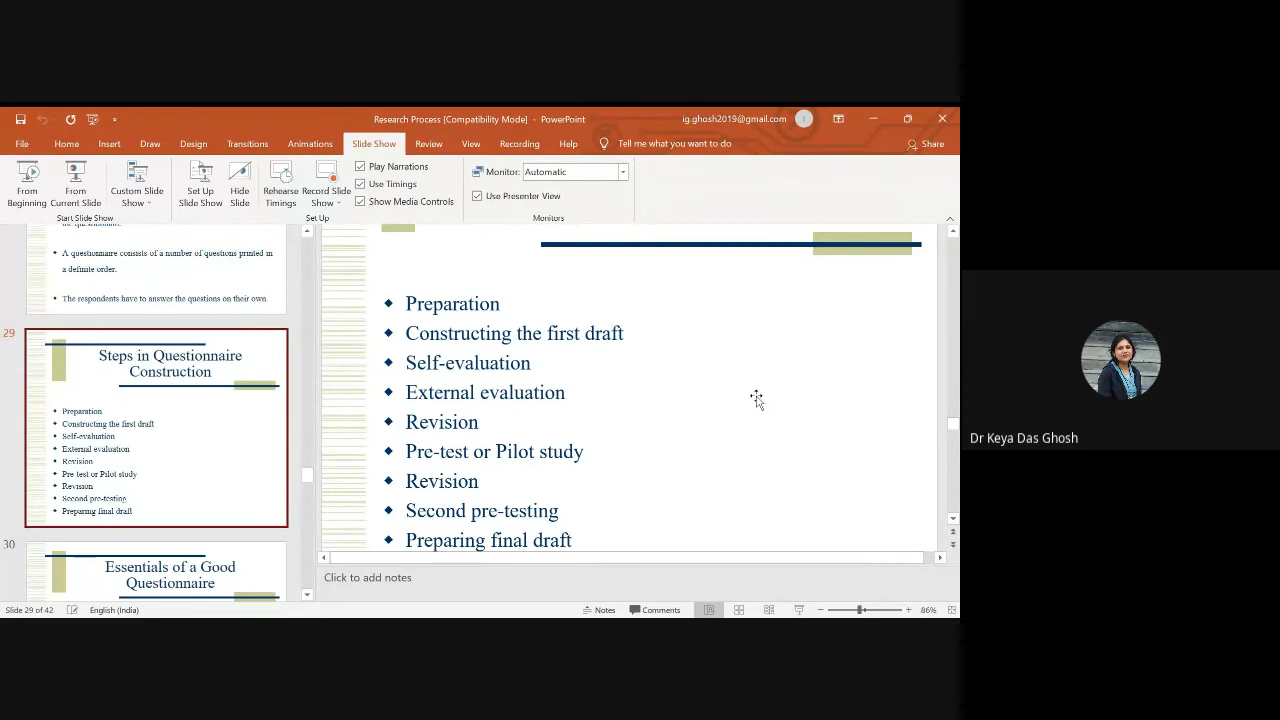 Research Process [Compatibility Mode] - PowerPoint
ig.ghosh2019@gmail.com
I
File Home Insert Draw Design Transitions Animations Slide Show Review View Recording Help Tell me what you want to do Share
From Beginning
From Current Slide
Custom Slide Show
Set Up Slide Show
Hide Slide
Rehearse Timings
Record Slide Show
Play Narrations
Use Timings
Show Media Controls
Monitor: Automatic
Use Presenter View
Start Slide Show
Set Up
Monitors
A questionnaire consists of a number of questions printed in
a definite order.
The respondents have to answer the questions on their own.
29
Steps in Questionnaire
Construction
Preparation
Constructing the first draft
Self-evaluation
External evaluation
Revision
Pre-test or Pilot study
Revision
Second pre-testing
Preparing final draft
30
Essentials of a Good
Questionnaire
Preparation
Constructing the first draft
Self-evaluation
External evaluation
Revision
Pre-test or Pilot study
Revision
Second pre-testing
Preparing final draft
Click to add notes
Slide 29 of 42
English (India)
Notes
Comments
86%
Dr Keya Das Ghosh